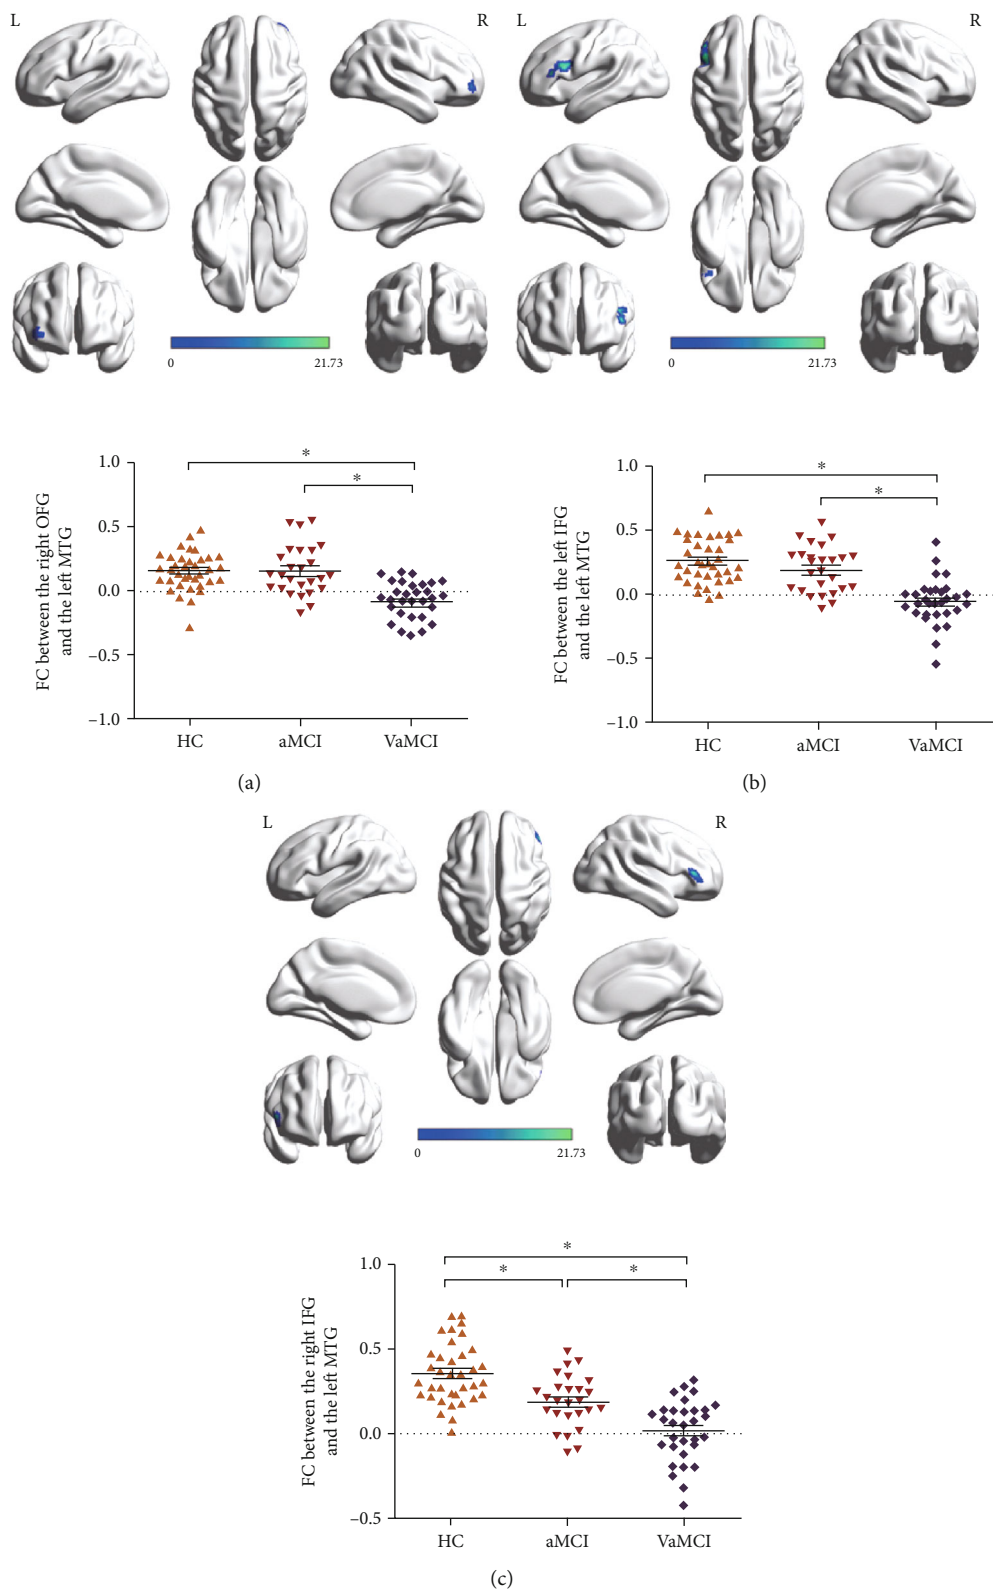 L
R
L
R
0
21.73
0
21.73
1.0
0.5
0.0
−0.5
−1.0
FC between the right OFG
and the left MTG
*
*
HC
aMCI
VaMCI
(a)
1.0
0.5
0.0
−0.5
−1.0
FC between the left IFG
and the left MTG
*
*
HC
aMCI
VaMCI
(b)
L
R
0
21.73
1.0
0.5
0.0
−0.5
FC between the right IFG
and the left MTG
*
*
*
HC
aMCI
VaMCI
(c)